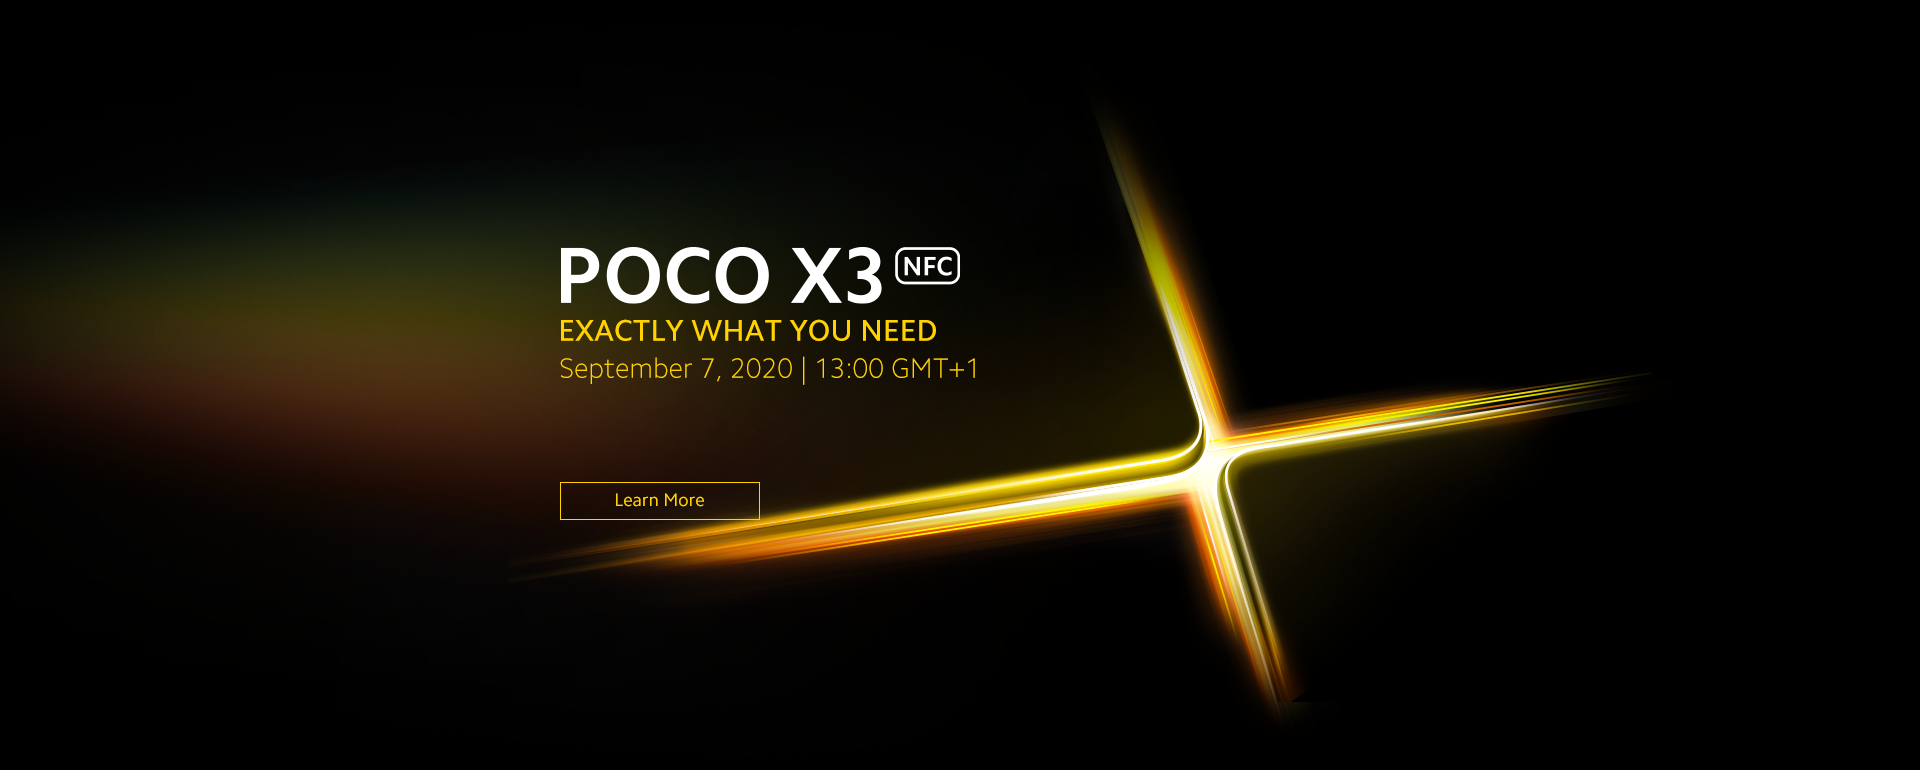 POCO X3 NFC
EXACTLY WHAT YOU NEED
September 7, 2020 | 13:00 GMT+1
Learn More